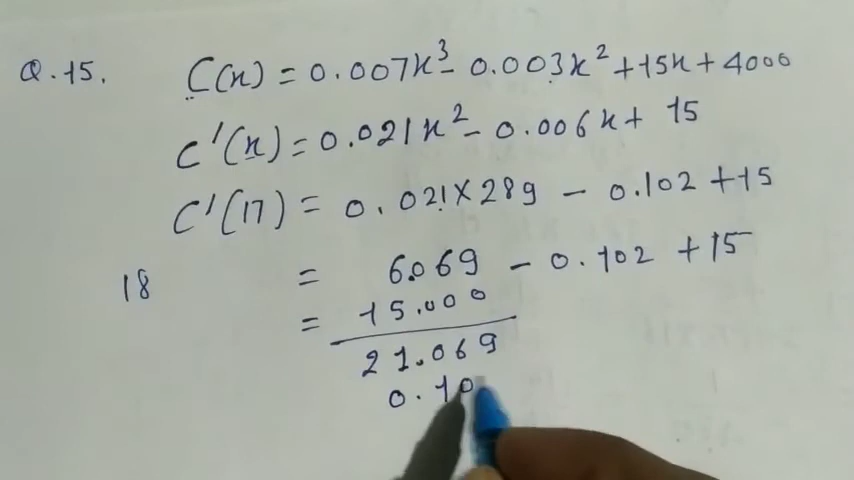 Q.15. C(x) = 0.007x³ - 0.003x² + 15x + 4000
C'(x) = 0.021x² - 0.006x + 15
C'(17) = 0.021 × 289 - 0.102 + 15
18 = 6.069 - 0.102 + 15
= 15.000
21.069
0.10